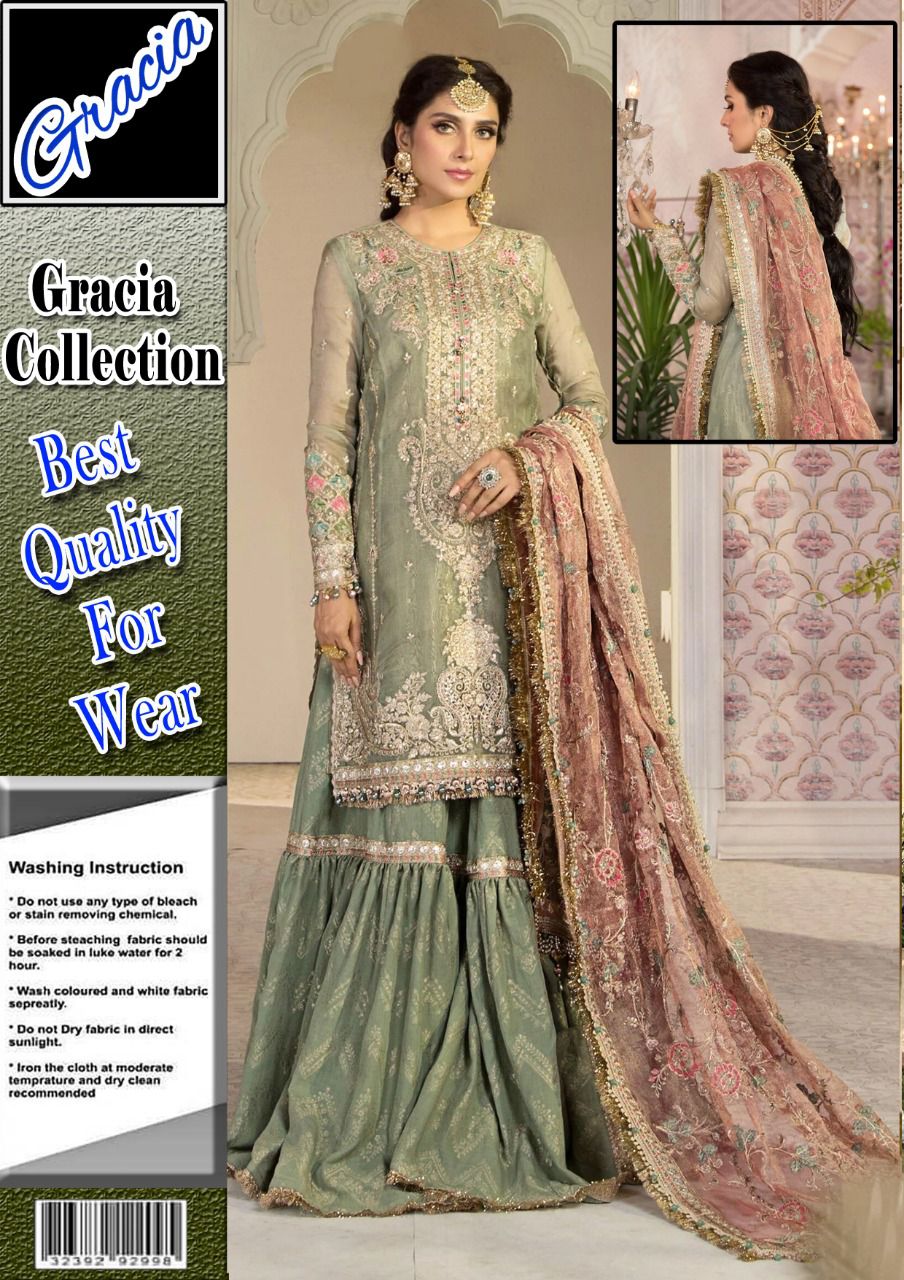 Gracia
Gracia
Collection
Best
Quality
For
Wear
Washing Instruction
* Do not use any type of bleach
or stain removing chemical.
* Before steaching fabric should
be soaked in luke water for 2
hour.
* Wash coloured and white fabric
sepreatly.
* Do not Dry fabric in direct
sunlight.
* Iron the cloth at moderate
temprature and dry clean
recommended
32392 92998